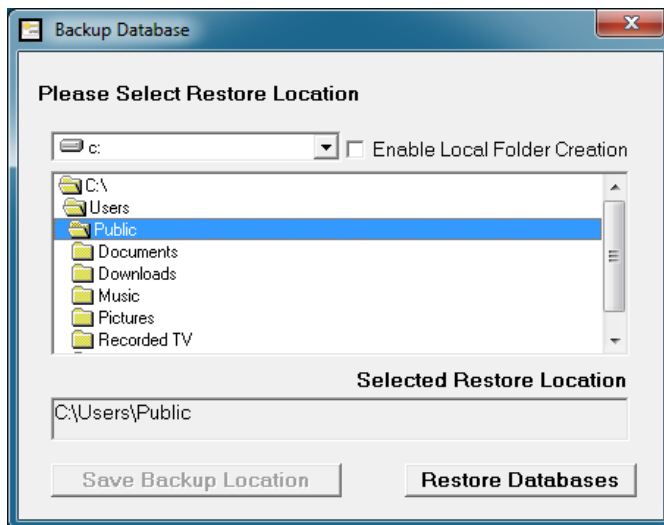 Backup Database
Please Select Restore Location
c:
Enable Local Folder Creation
C:\
Users
Public
Documents
Downloads
Music
Pictures
Recorded TV
Selected Restore Location
C:\Users\Public
Save Backup Location
Restore Databases